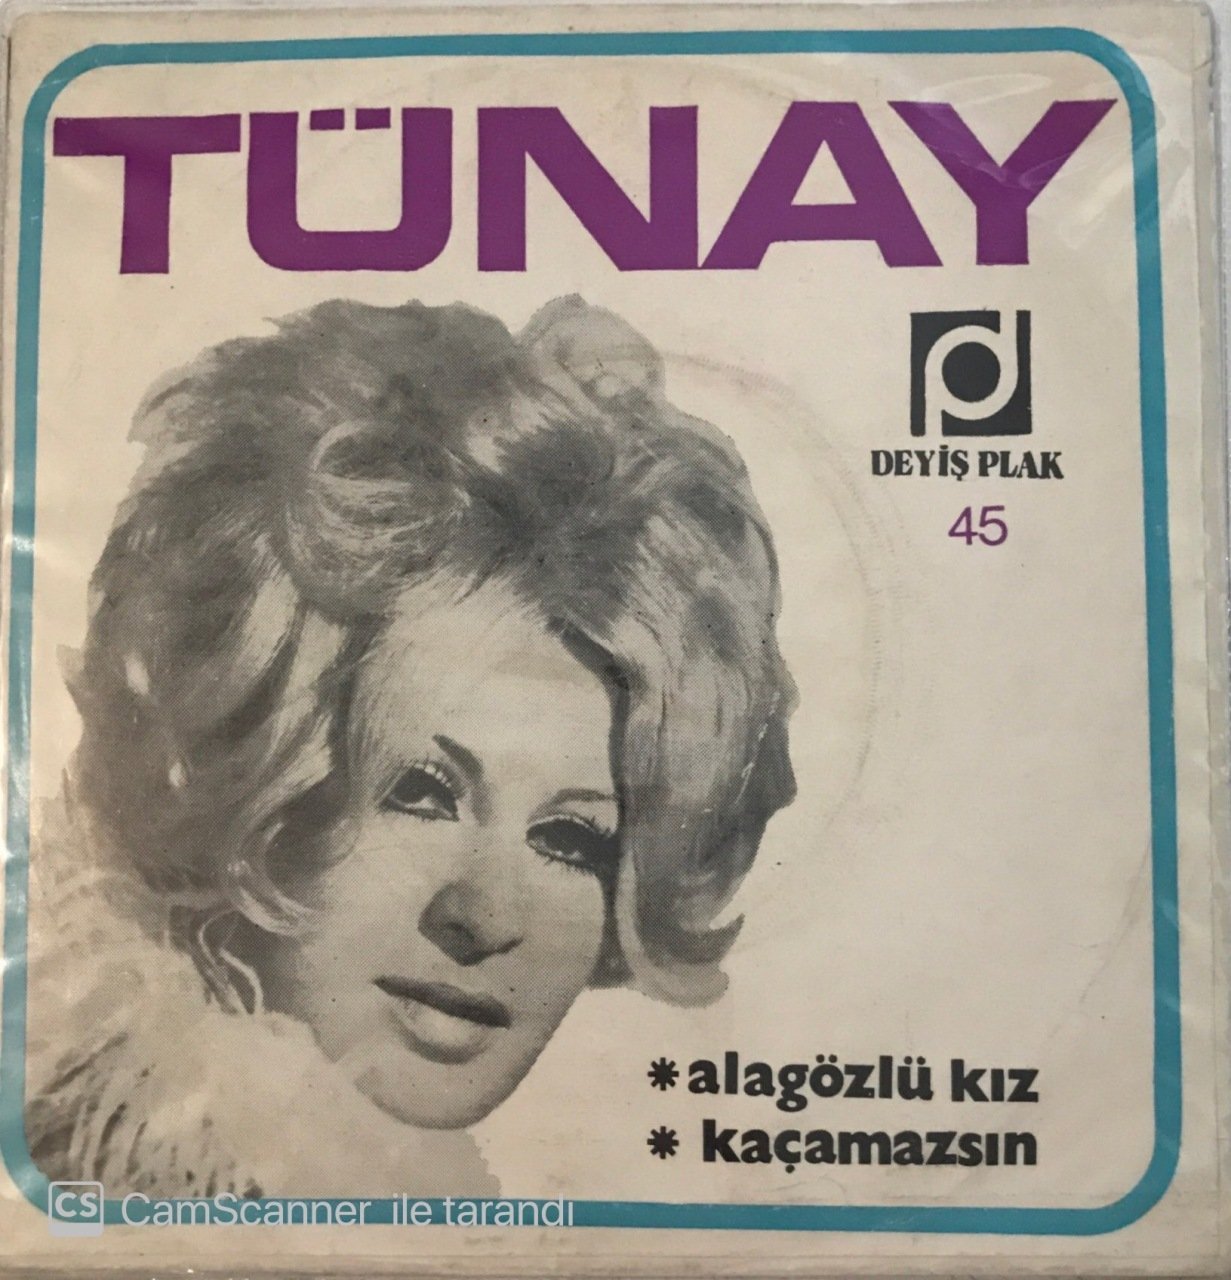 TÜNAY
DEYİŞ PLAK
45
*alagözlü kız
* kaçamazsın
CS CamScanner ile tarandı